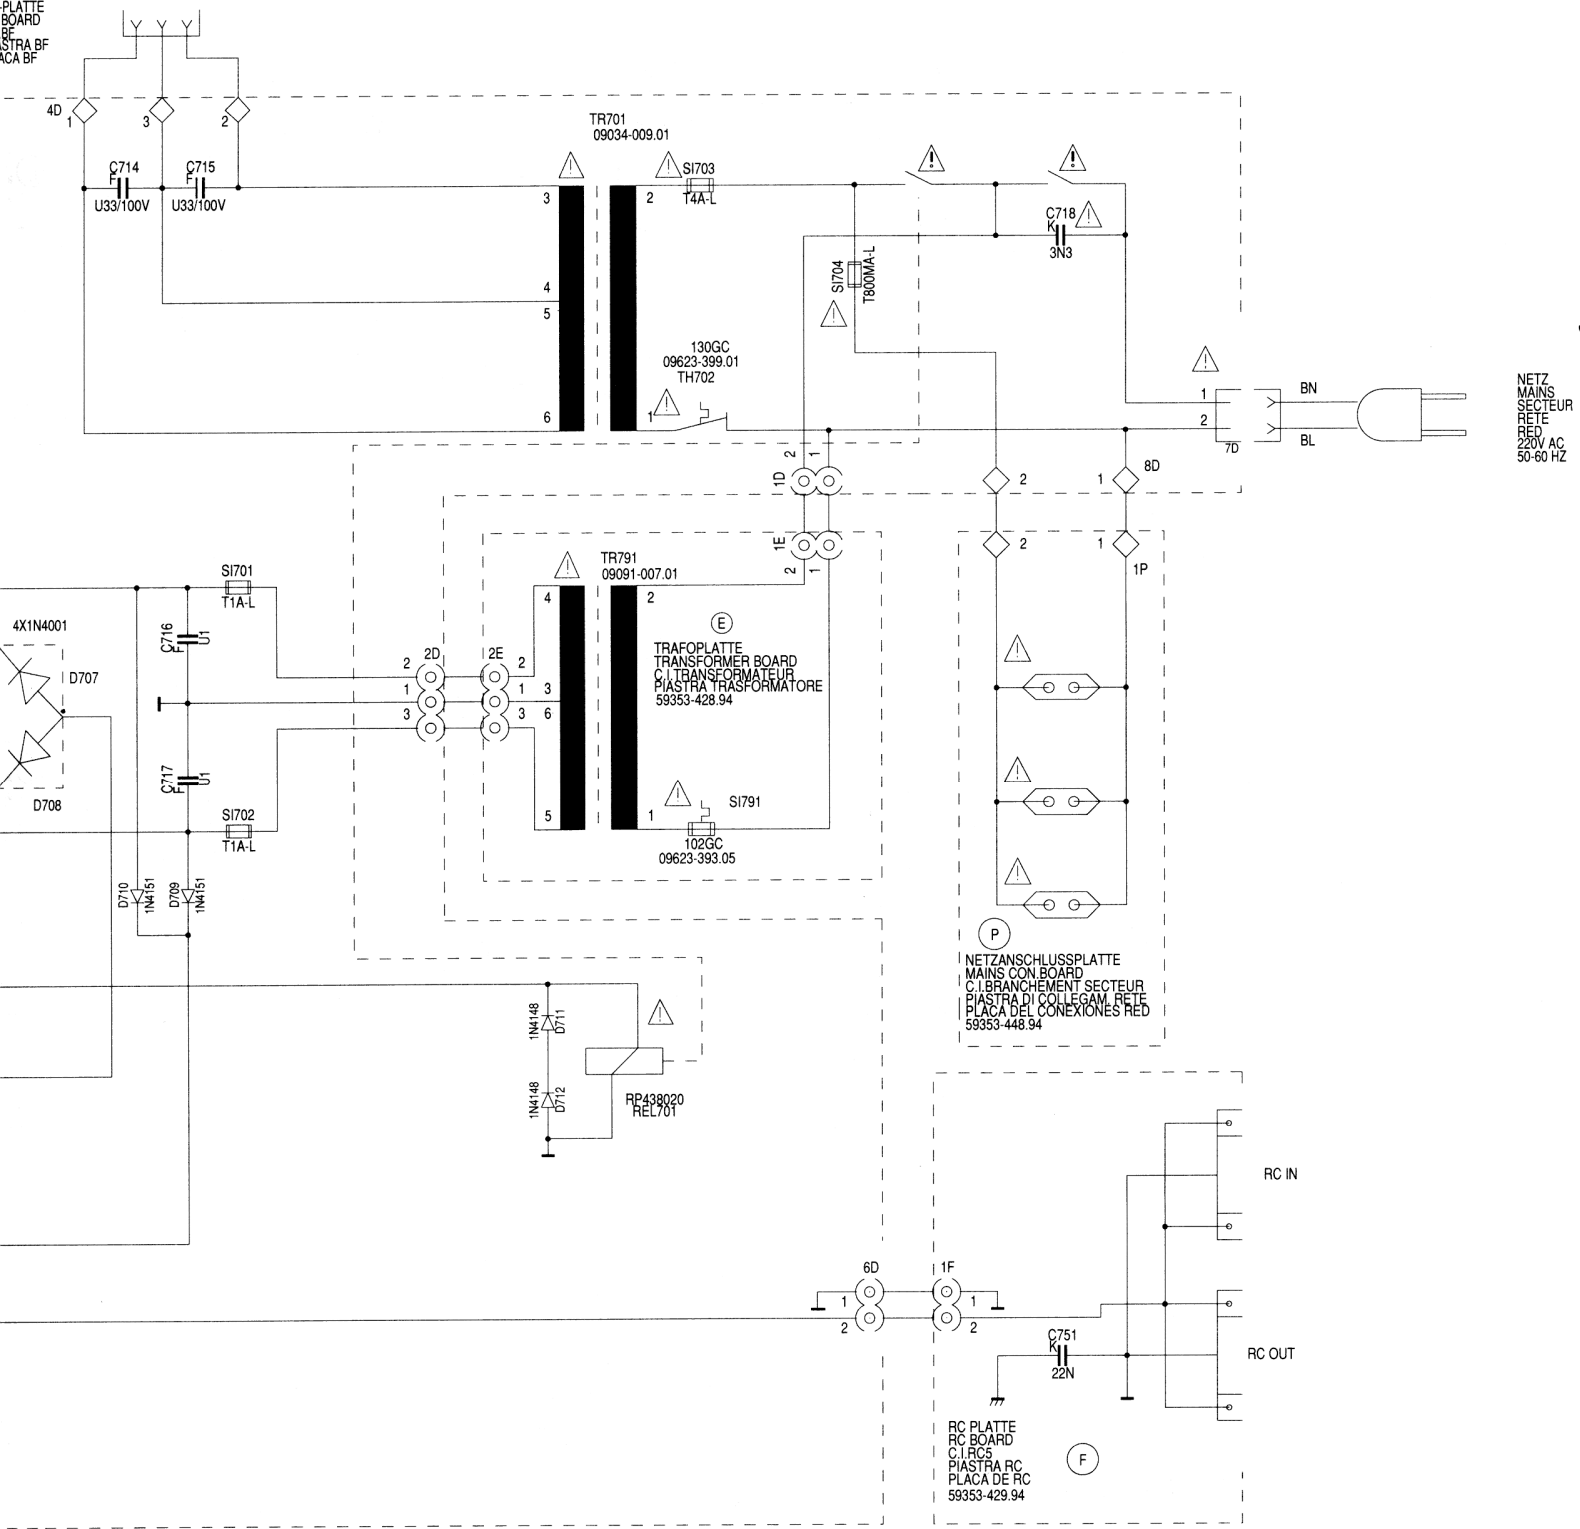 -PLATTE
BOARD
BF
ASTRA BF
ACA BF
4D
1
3
2
C714
F
U33/100V
C715
F
U33/100V
TR701
09034-009.01
3
4
5
6
2
SI703
T4A-L
1
130GC
09623-399.01
TH702
SI704
T800MA-L
C718
K
3N3
1
2
7D
BN
BL
NETZ
MAINS
SECTEUR
RETE
RED
220V AC
50-60 HZ
2
1
1D
2
1
8D
1E
2
1
2
1
1P
SI701
T1A-L
4X1N4001
D707
D708
C716
F
U1
C717
F
U1
SI702
T1A-L
D710
1N4151
D709
1N4151
2D
2
1
3
2E
2
1
3
TR791
09091-007.01
4
3
6
5
2
1
E
TRAFOPLATTE
TRANSFORMER BOARD
C.I.TRANSFORMATEUR
PIASTRA TRASFORMATORE
59353-428.94
SI791
102GC
09623-393.05
P
NETZANSCHLUSSPLATTE
MAINS CON.BOARD
C.I.BRANCHEMENT SECTEUR
PIASTRA DI COLLEGAM. RETE
PLACA DEL CONEXIONES RED
59353-448.94
1N4148
D711
1N4148
D712
RP438020
REL701
RC IN
6D
1
2
1F
1
2
C751
K
22N
RC OUT
RC PLATTE
RC BOARD
C.I.RC5
PIASTRA RC
PLACA DE RC
59353-429.94
F